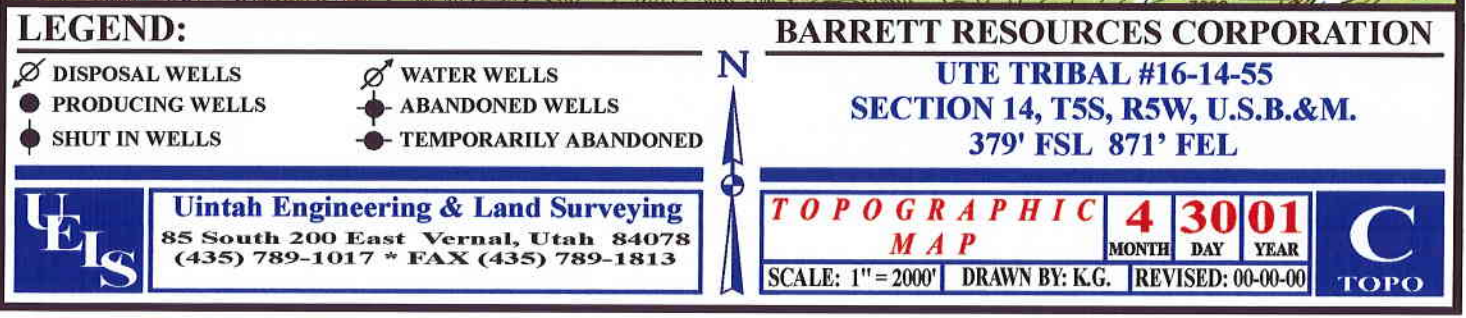 LEGEND:
DISPOSAL WELLS
PRODUCING WELLS
SHUT IN WELLS
WATER WELLS
ABANDONED WELLS
TEMPORARILY ABANDONED
N
BARRETT RESOURCES CORPORATION
UTE TRIBAL #16-14-55
SECTION 14, T5S, R5W, U.S.B.&M.
379' FSL 871' FEL
UELS
Uintah Engineering & Land Surveying
85 South 200 East Vernal, Utah 84078
(435) 789-1017 * FAX (435) 789-1813
TOPOGRAPHIC
MAP
4 30 01
MONTH DAY YEAR
SCALE: 1" = 2000' DRAWN BY: K.G. REVISED: 00-00-00
C
TOPO